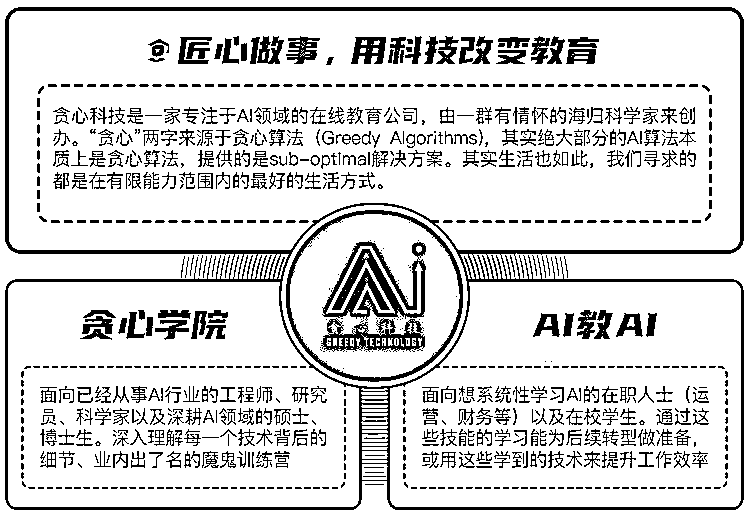 匠心做事，用科技改变教育
贪心科技是一家专注于AI领域的在线教育公司，由一群有情怀的海归科学家来创
办。“贪心”两字来源于贪心算法（Greedy Algorithms），其实绝大部分的AI算法本
质上是贪心算法，提供的是sub-optimal解决方案。其实生活也如此，我们寻求的
都是在有限能力范围内的最好的生活方式。
Ai
GREEDY TECHNOLOGY
贪心学院
面向已经从事AI行业的工程师、研究
员、科学家以及深耕AI领域的硕士、
博士生。深入理解每一个技术背后的
细节、业内出了名的魔鬼训练营
AI教AI
面向想系统性学习AI的在职人士（运
营、财务等）以及在校学生。通过这
些技能的学习能为后续转型做准备，
或用这些学到的技术来提升工作效率